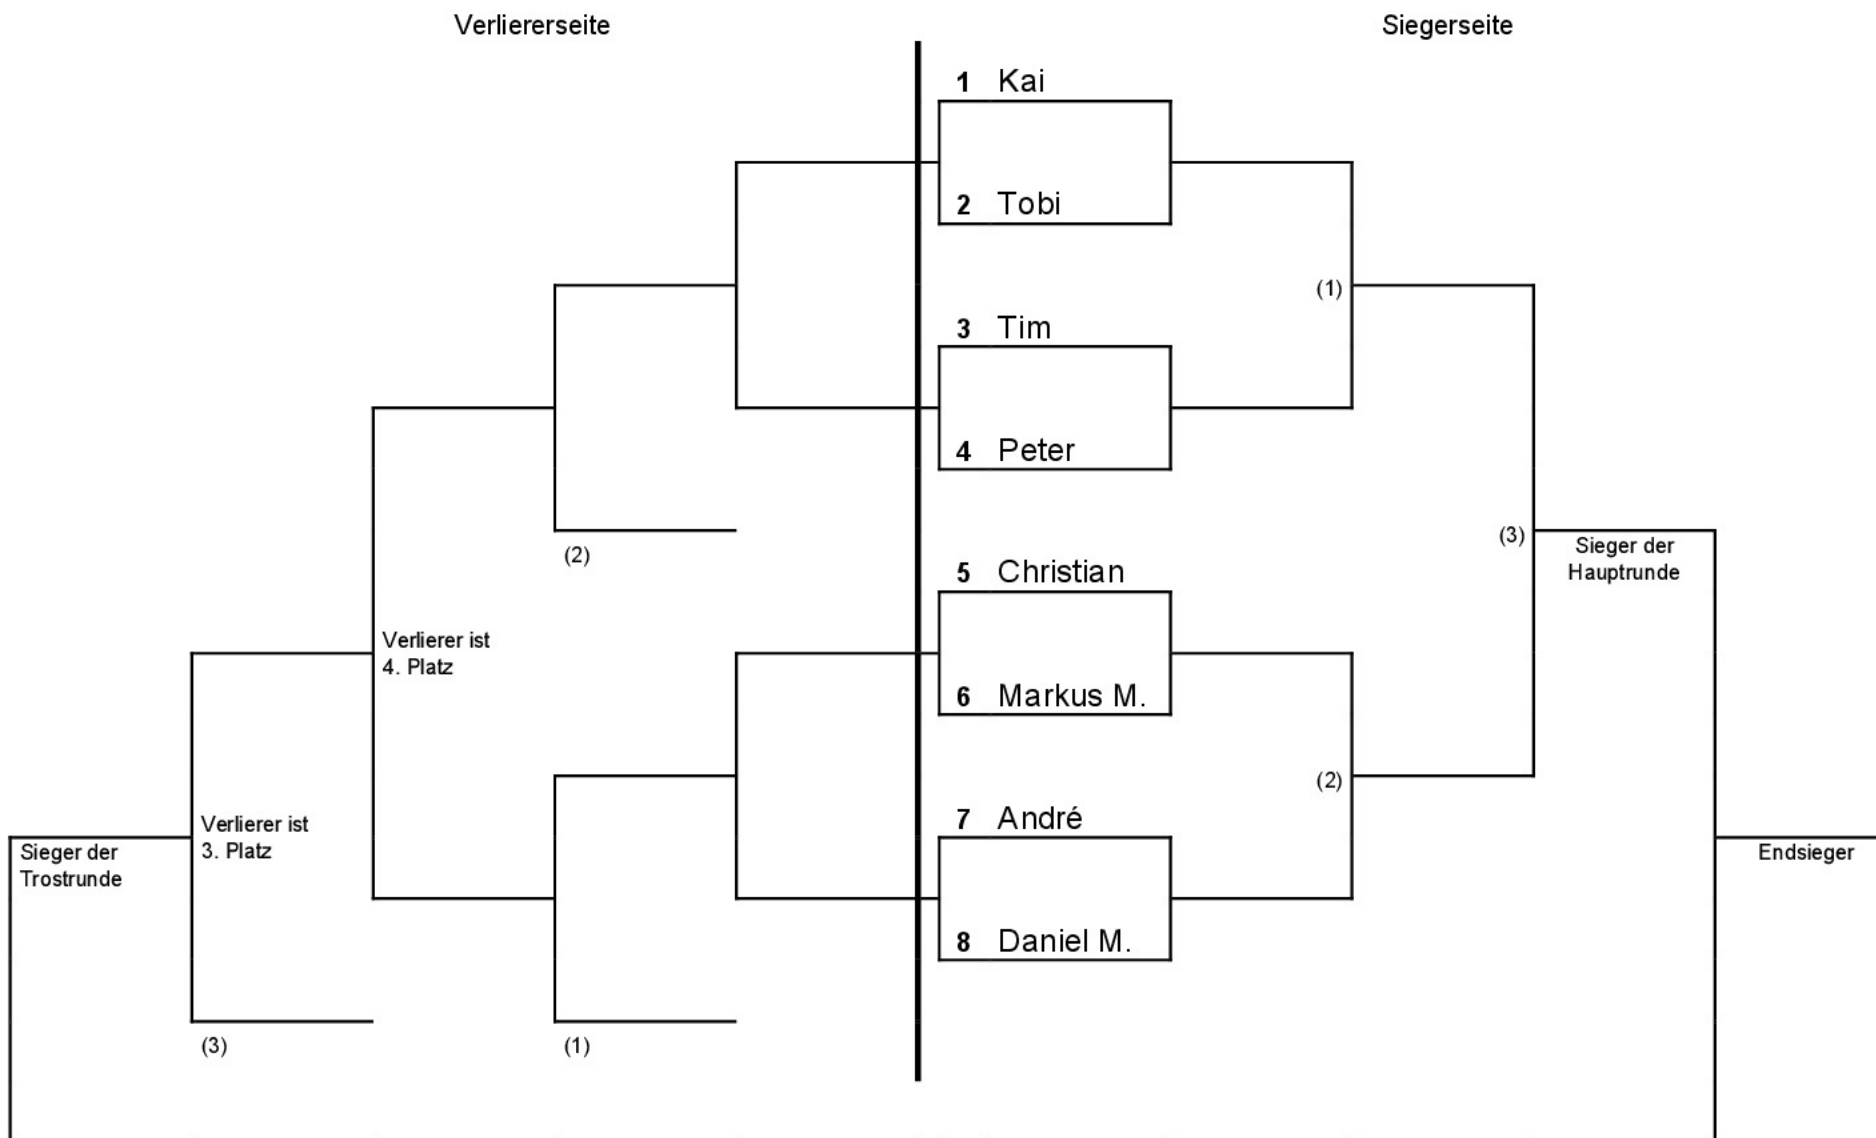 Verliererseite
Siegerseite
1 Kai
2 Tobi
(1)
3 Tim
4 Peter
(2)
(3)
Sieger der
Hauptrunde
5 Christian
Verlierer ist
4. Platz
6 Markus M.
(2)
7 André
Verlierer ist
3. Platz
Sieger der
Trostrunde
Endsieger
8 Daniel M.
(3)
(1)